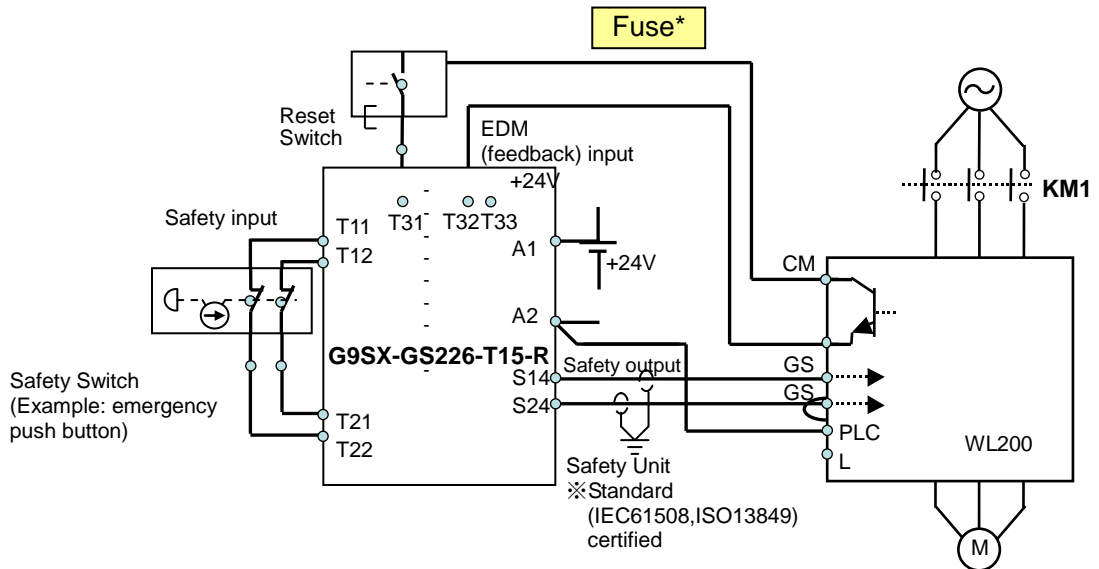 Fuse*
Reset
Switch
EDM
(feedback) input
+24V
KM1
Safety input
T11
T31
T32T33
T12
A1
+24V
CM
A2
G9SX-GS226-T15-R
Safety output
GS
S14
GS
S24
Safety Switch
(Example: emergency
push button)
T21
PLC
WL200
T22
L
Safety Unit
※Standard
(IEC61508,ISO13849)
certified
M